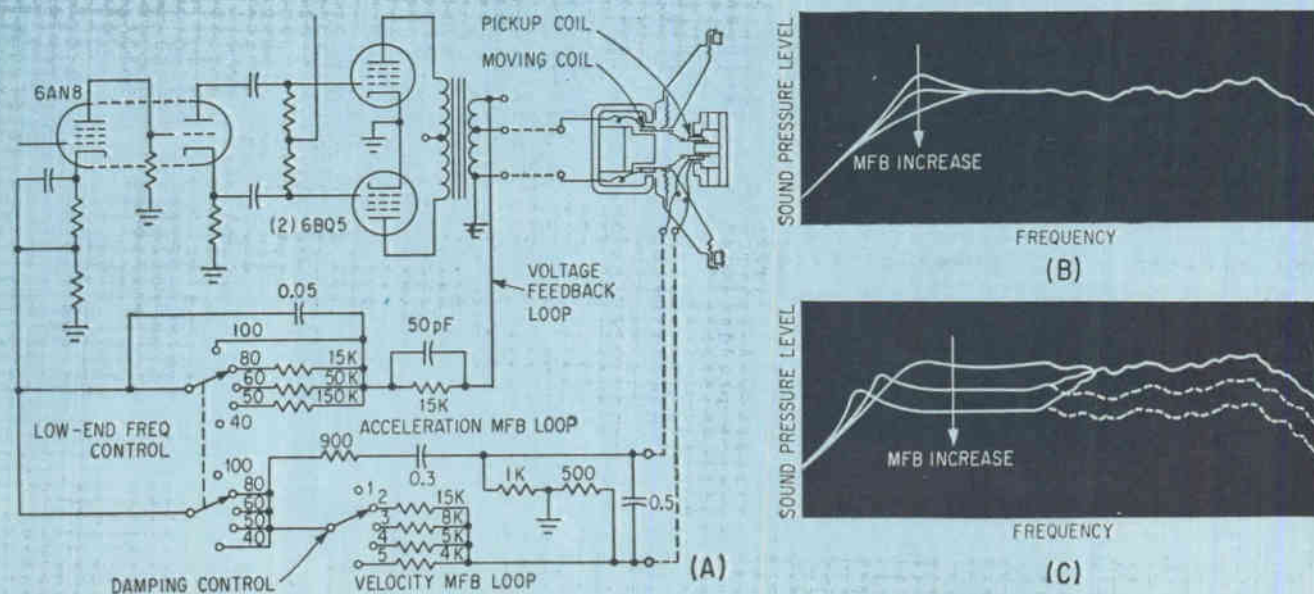 PICKUP COIL
MOVING COIL
6AN8
(2) 6BQ5
VOLTAGE
FEEDBACK
LOOP
0.05
100
80
60
50
40
15K
50K
150K
50pF
15K
LOW-END FREQ
CONTROL
ACCELERATION MFB LOOP
900
0.3
1K
500
0.5
100
80
60
50
40
1
2
3
4
5
15K
8K
5K
4K
DAMPING CONTROL
VELOCITY MFB LOOP
(A)
SOUND PRESSURE LEVEL
MFB INCREASE
FREQUENCY
(B)
SOUND PRESSURE LEVEL
MFB INCREASE
FREQUENCY
(C)